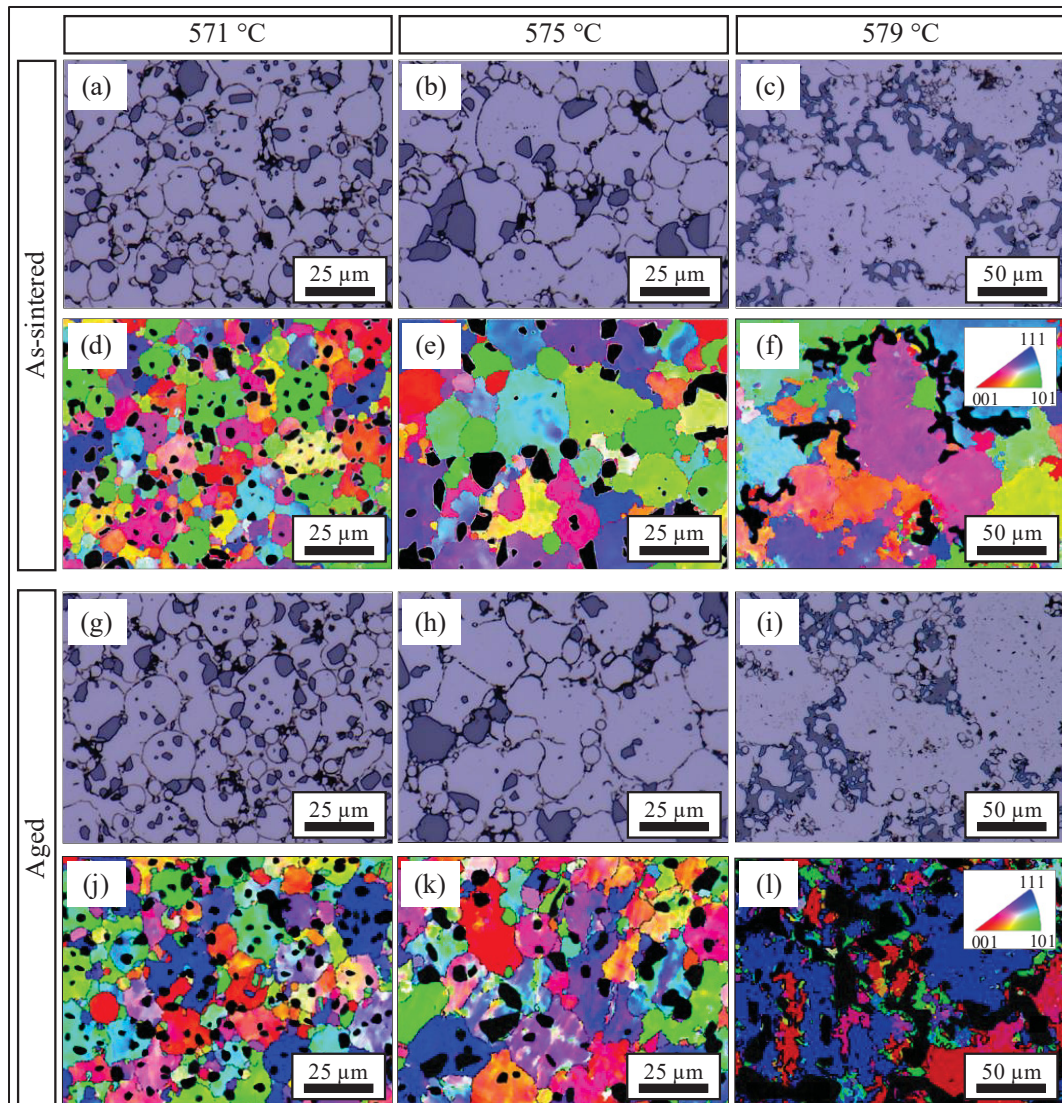 571 °C
575 °C
579 °C
As-sintered
(a)
(b)
(c)
25 µm
25 µm
50 µm
(d)
(e)
(f)
111
001
101
25 µm
25 µm
50 µm
Aged
(g)
(h)
(i)
25 µm
25 µm
50 µm
(j)
(k)
(l)
111
001
101
25 µm
25 µm
50 µm